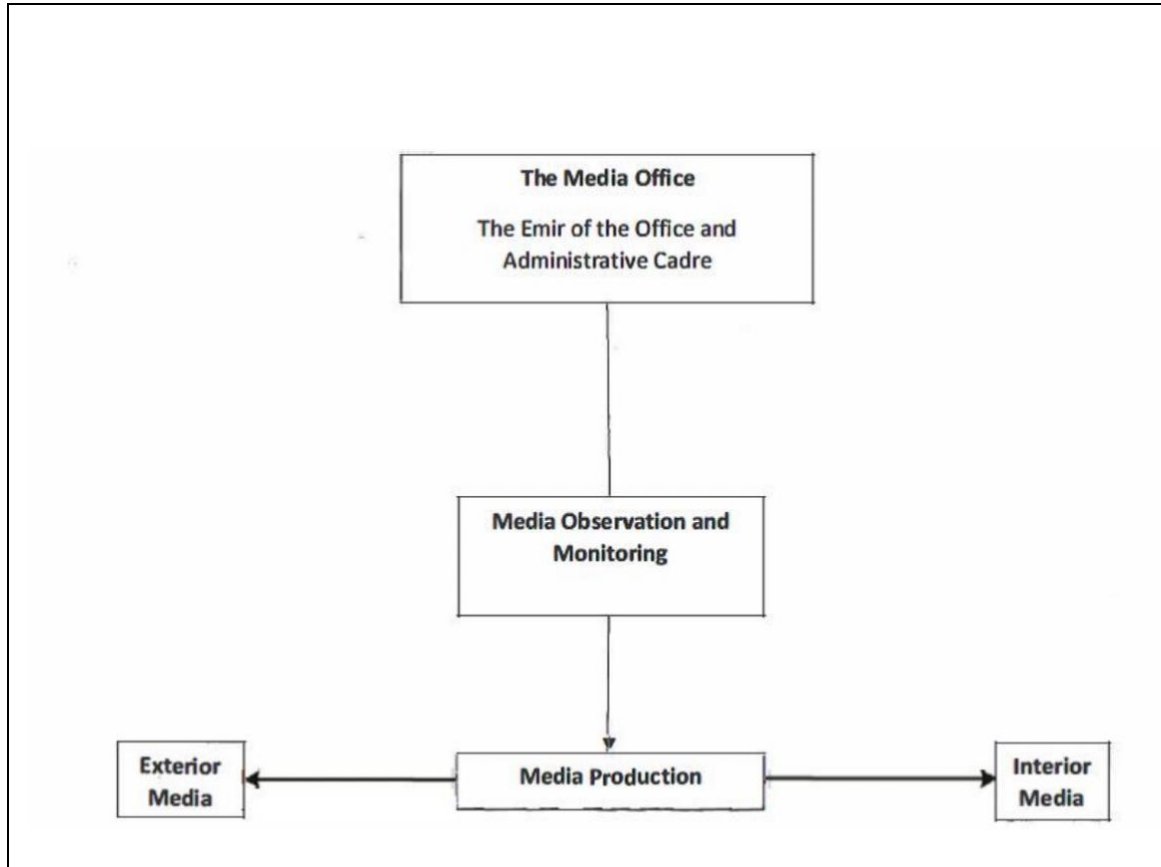 The Media Office
The Emir of the Office and
Administrative Cadre
Media Observation and
Monitoring
Exterior
Media
Media Production
Interior
Media